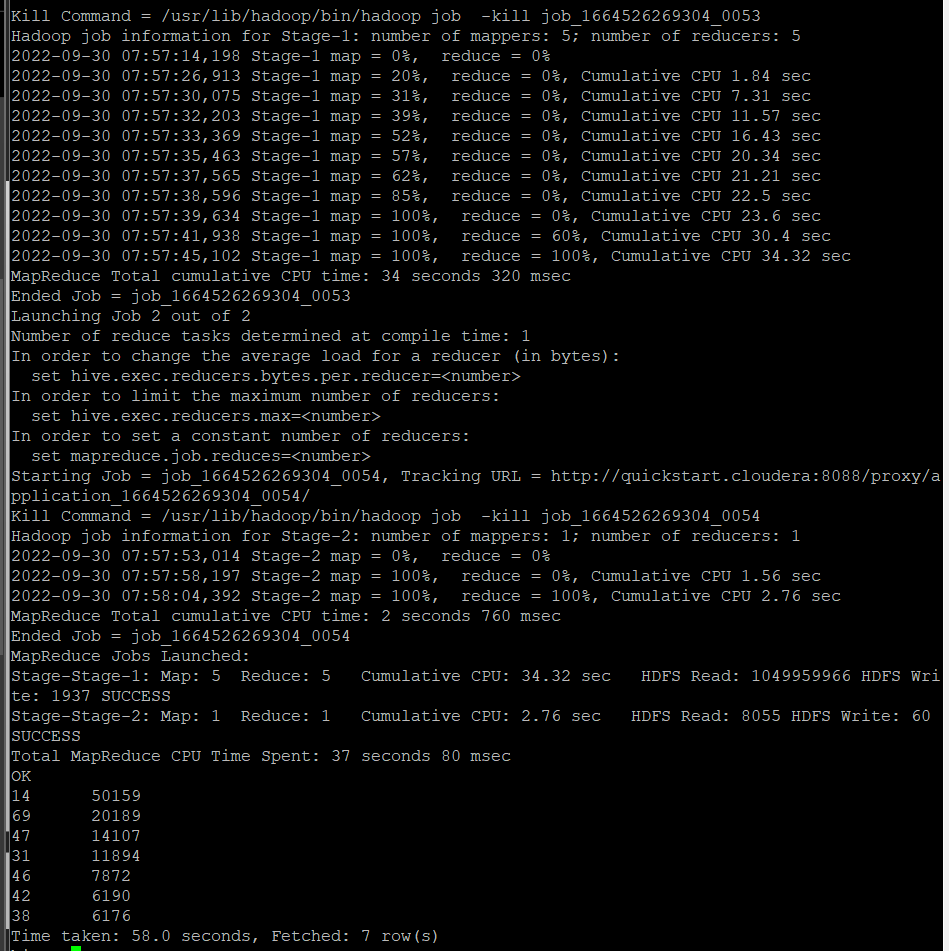 Kill Command = /usr/lib/hadoop/bin/hadoop job  -kill job_1664526269304_0053
Hadoop job information for Stage-1: number of mappers: 5; number of reducers: 5
2022-09-30 07:57:14,198 Stage-1 map = 0%,  reduce = 0%
2022-09-30 07:57:26,913 Stage-1 map = 20%,  reduce = 0%, Cumulative CPU 1.84 sec
2022-09-30 07:57:30,075 Stage-1 map = 31%,  reduce = 0%, Cumulative CPU 7.31 sec
2022-09-30 07:57:32,203 Stage-1 map = 39%,  reduce = 0%, Cumulative CPU 11.57 sec
2022-09-30 07:57:33,369 Stage-1 map = 52%,  reduce = 0%, Cumulative CPU 16.43 sec
2022-09-30 07:57:35,463 Stage-1 map = 57%,  reduce = 0%, Cumulative CPU 20.34 sec
2022-09-30 07:57:37,565 Stage-1 map = 62%,  reduce = 0%, Cumulative CPU 21.21 sec
2022-09-30 07:57:38,596 Stage-1 map = 85%,  reduce = 0%, Cumulative CPU 22.5 sec
2022-09-30 07:57:39,634 Stage-1 map = 100%,  reduce = 0%, Cumulative CPU 23.6 sec
2022-09-30 07:57:41,938 Stage-1 map = 100%,  reduce = 60%, Cumulative CPU 30.4 sec
2022-09-30 07:57:45,102 Stage-1 map = 100%,  reduce = 100%, Cumulative CPU 34.32 sec
MapReduce Total cumulative CPU time: 34 seconds 320 msec
Ended Job = job_1664526269304_0053
Launching Job 2 out of 2
Number of reduce tasks determined at compile time: 1
In order to change the average load for a reducer (in bytes):
  set hive.exec.reducers.bytes.per.reducer=<number>
In order to limit the maximum number of reducers:
  set hive.exec.reducers.max=<number>
In order to set a constant number of reducers:
  set mapreduce.job.reduces=<number>
Starting Job = job_1664526269304_0054, Tracking URL = http://quickstart.cloudera:8088/proxy/a
pplication_1664526269304_0054/
Kill Command = /usr/lib/hadoop/bin/hadoop job  -kill job_1664526269304_0054
Hadoop job information for Stage-2: number of mappers: 1; number of reducers: 1
2022-09-30 07:57:53,014 Stage-2 map = 0%,  reduce = 0%
2022-09-30 07:57:58,197 Stage-2 map = 100%,  reduce = 0%, Cumulative CPU 1.56 sec
2022-09-30 07:58:04,392 Stage-2 map = 100%,  reduce = 100%, Cumulative CPU 2.76 sec
MapReduce Total cumulative CPU time: 2 seconds 760 msec
Ended Job = job_1664526269304_0054
MapReduce Jobs Launched:
Stage-Stage-1: Map: 5  Reduce: 5   Cumulative CPU: 34.32 sec   HDFS Read: 1049959966 HDFS Wri
te: 1937 SUCCESS
Stage-Stage-2: Map: 1  Reduce: 1   Cumulative CPU: 2.76 sec   HDFS Read: 8055 HDFS Write: 60
SUCCESS
Total MapReduce CPU Time Spent: 37 seconds 80 msec
OK
14      50159
69      20189
47      14107
31      11894
46      7872
42      6190
38      6176
Time taken: 58.0 seconds, Fetched: 7 row(s)